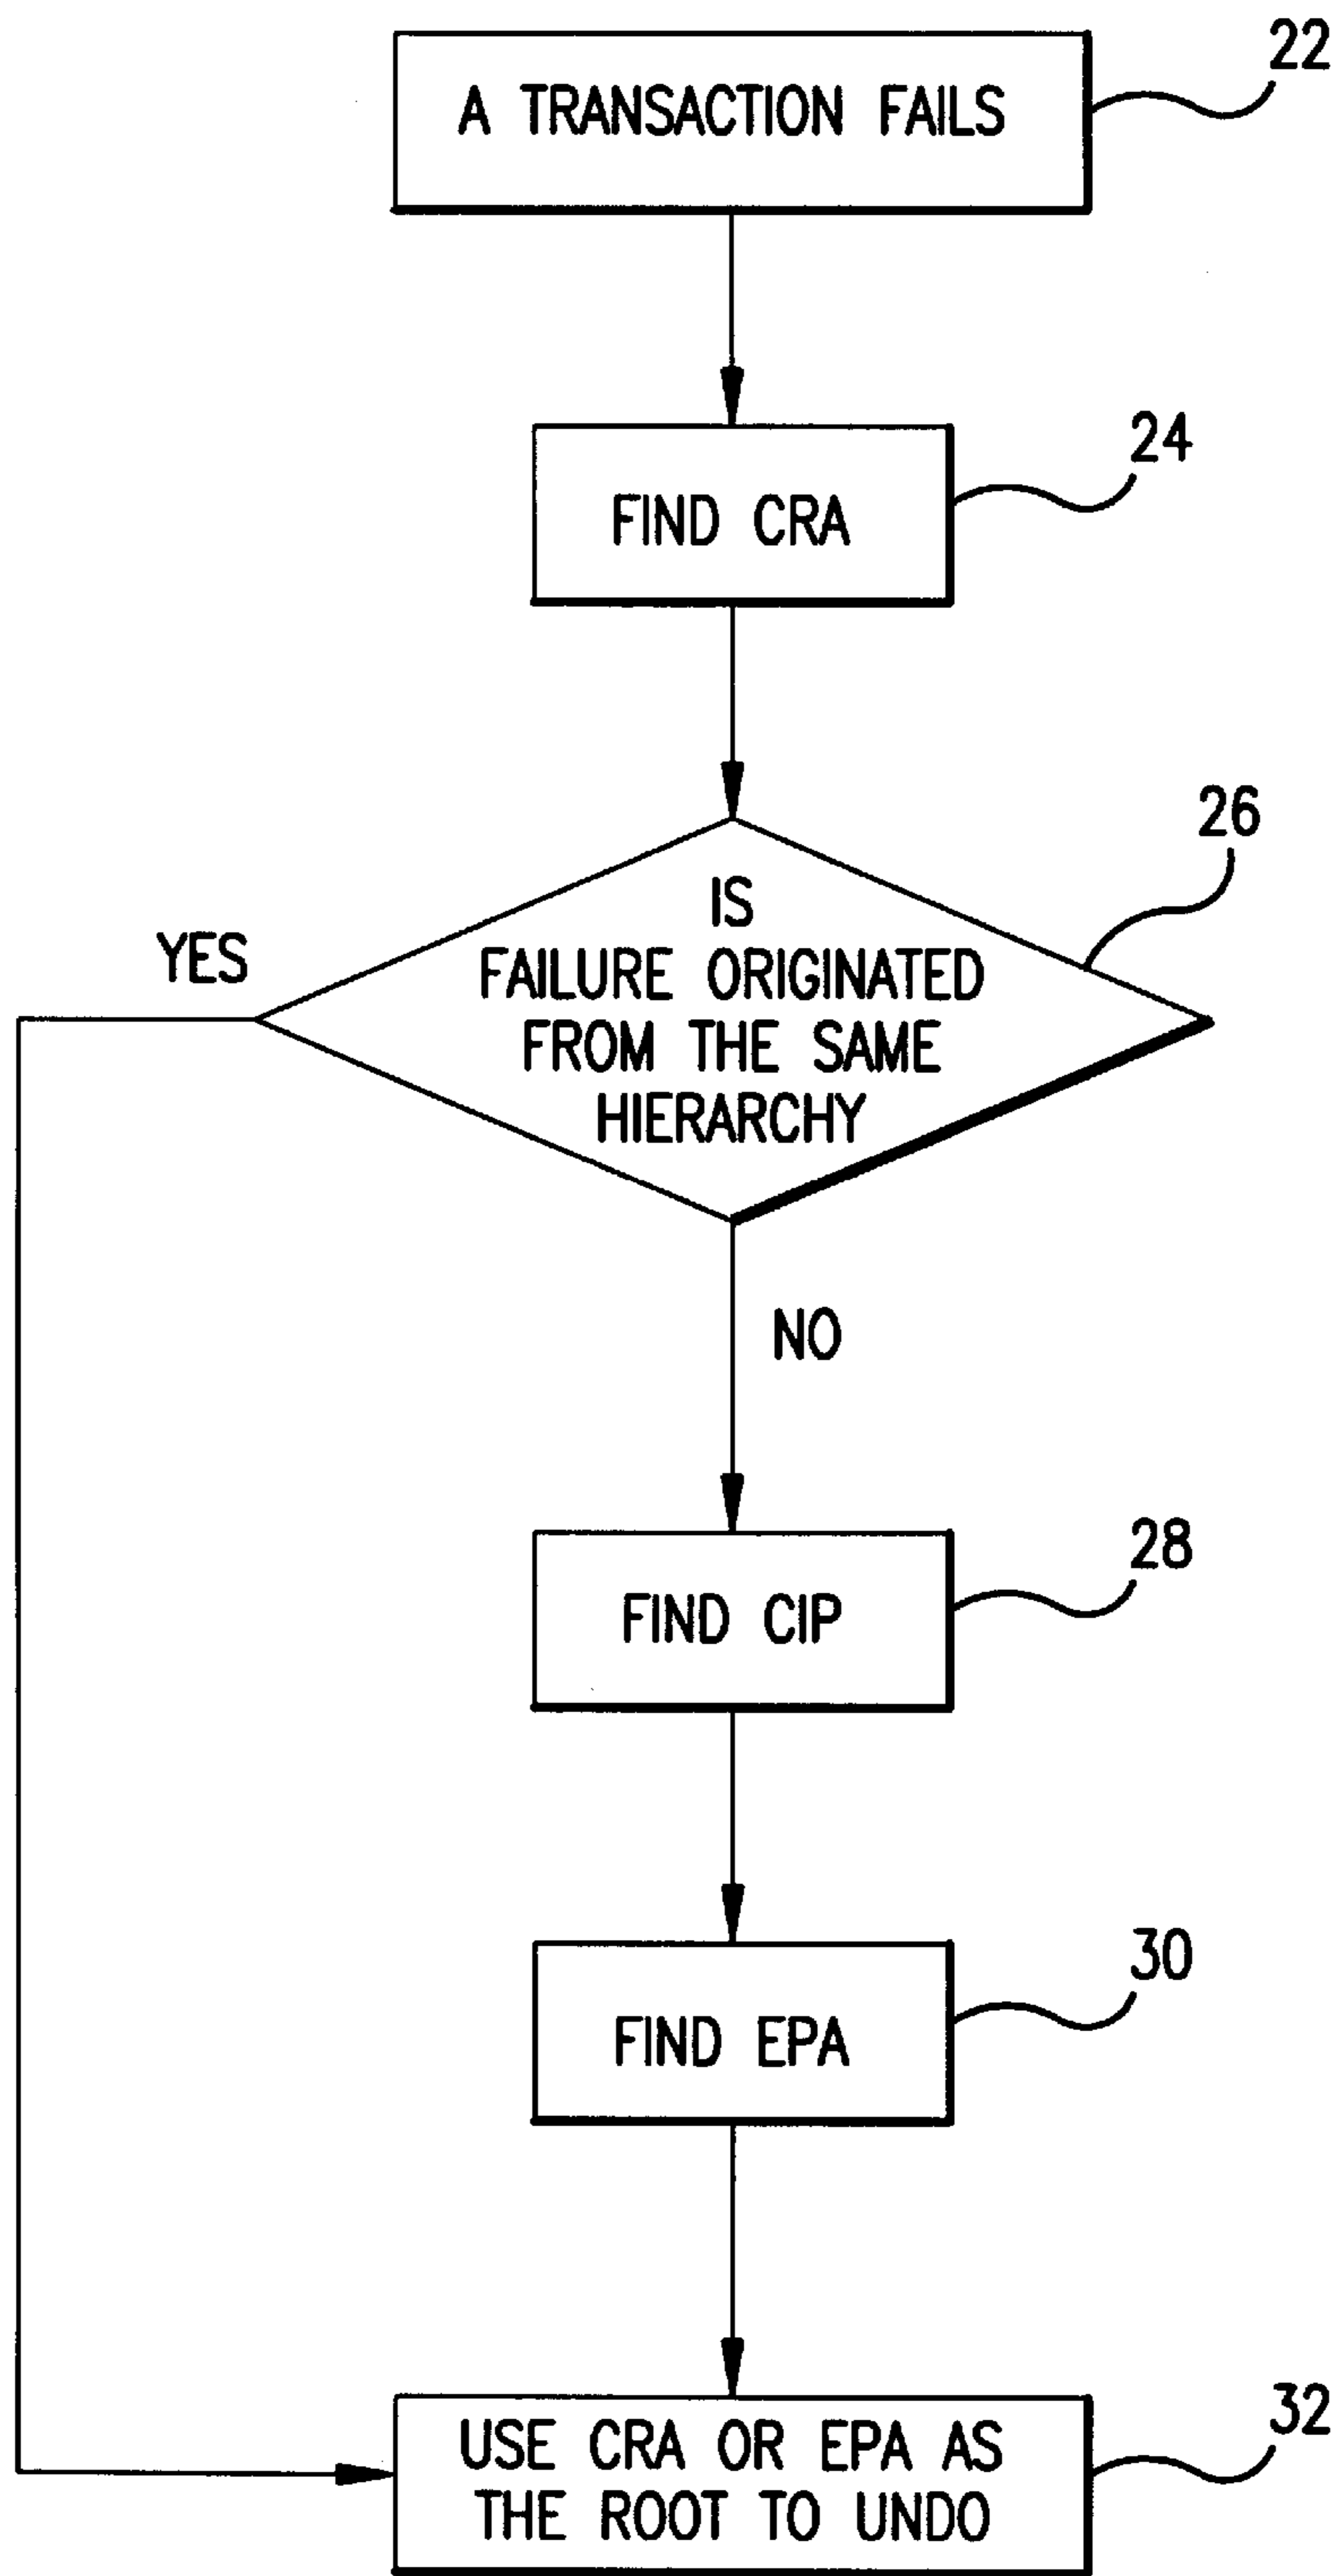 A TRANSACTION FAILS
22
FIND CRA
24
IS
FAILURE ORIGINATED
FROM THE SAME
HIERARCHY
26
YES
NO
FIND CIP
28
FIND EPA
30
USE CRA OR EPA AS
THE ROOT TO UNDO
32